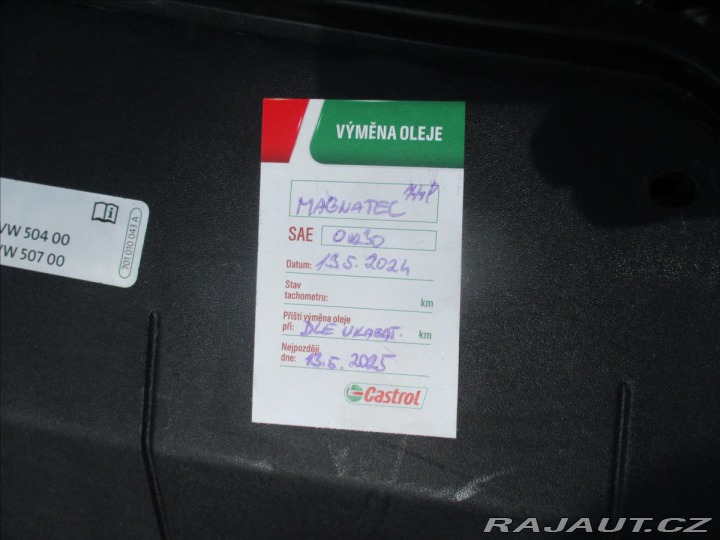 VÝMĚNA OLEJE
MAGNATEC
SAE 0W30
Datum: 13.5.2024
Stav
tachometru: km
Příští výměna oleje
při: DLE UKAZAT. km
Nejpozději
dne: 13.5.2025
Castrol
VW 504 00
VW 507 00
701 010 043 A
RAJAUT.CZ